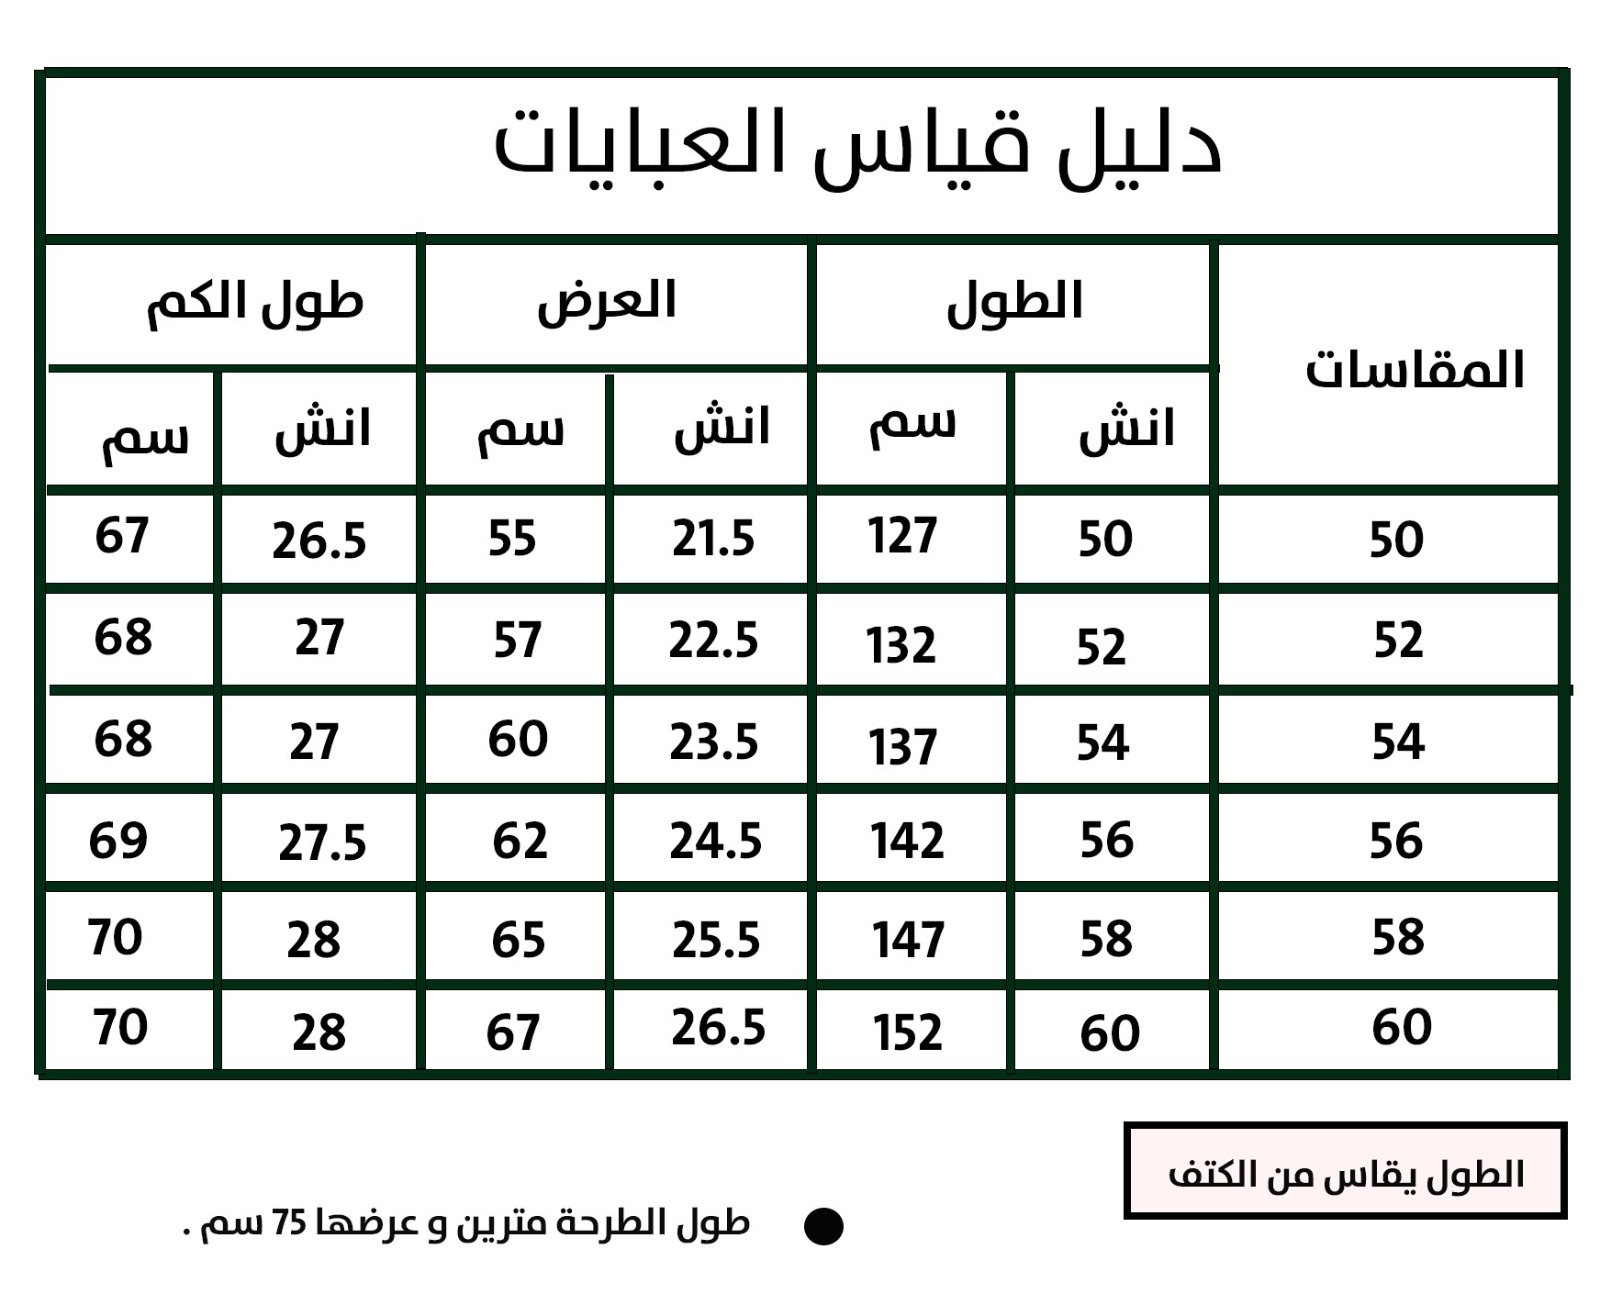 دليل قياس العبايات
المقاسات الطول العرض طول الكم
انش سم انش سم انش سم
50 50 127 21.5 55 26.5 67
52 52 132 22.5 57 27 68
54 54 137 23.5 60 27 68
56 56 142 24.5 62 27.5 69
58 58 147 25.5 65 28 70
60 60 152 26.5 67 28 70
الطول يقاس من الكتف
طول الطرحة مترين و عرضها 75 سم .